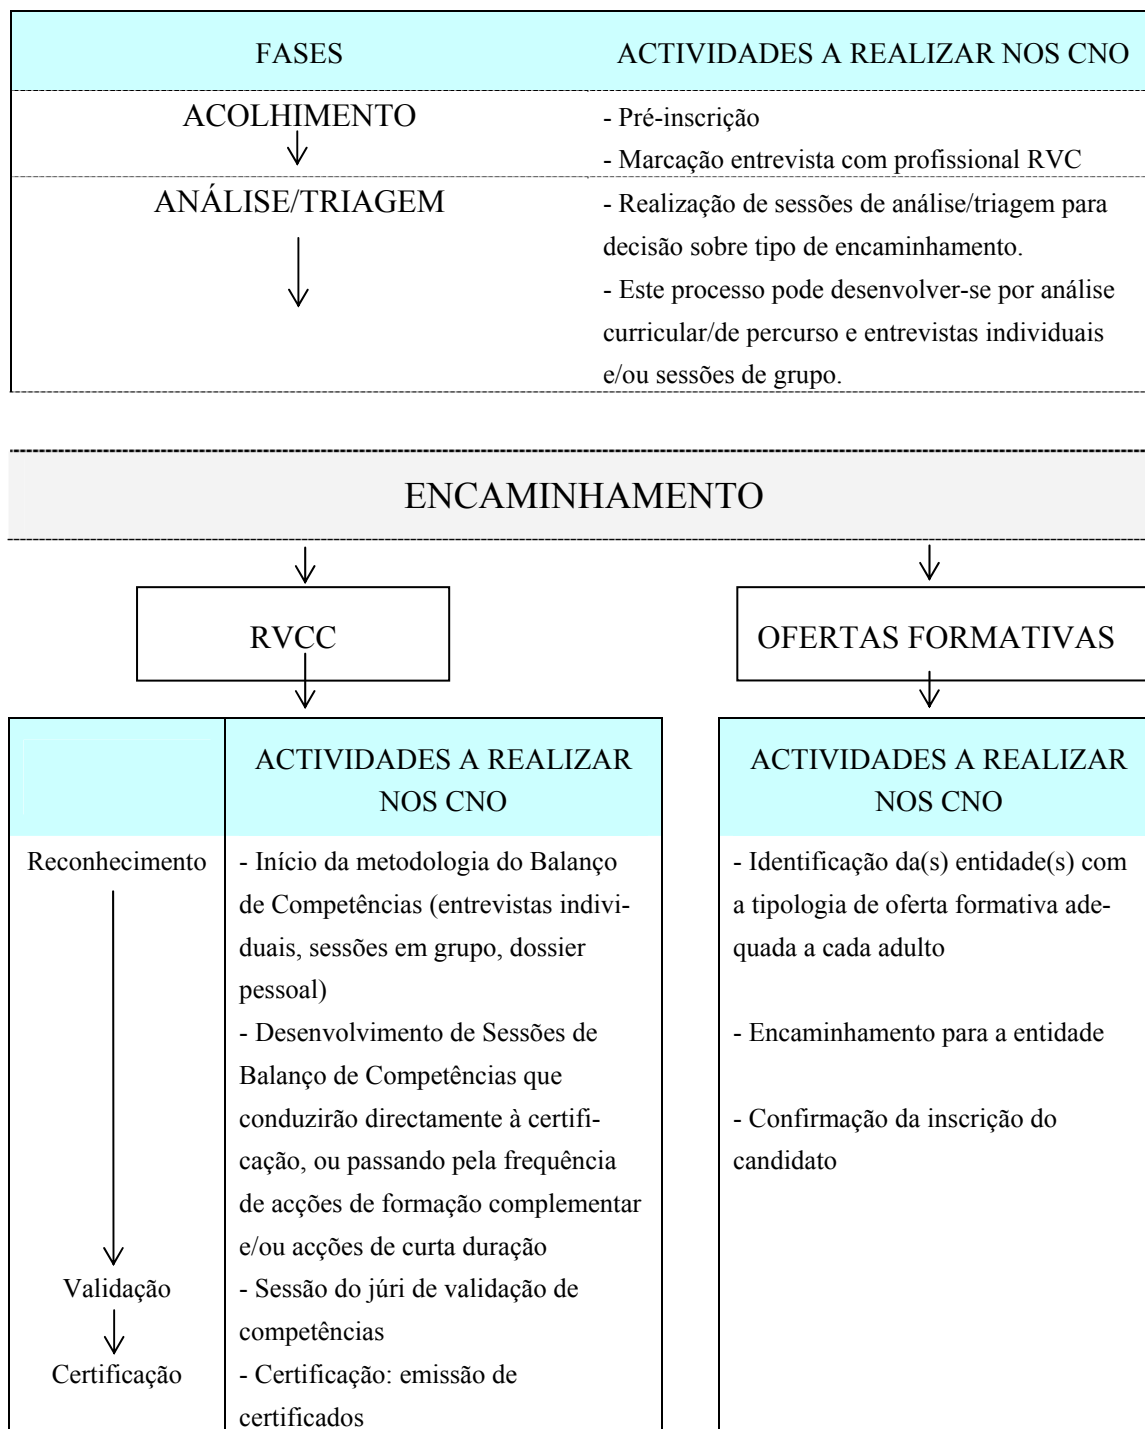 FASES
ACTIVIDADES A REALIZAR NOS CNO
ACOLHIMENTO
- Pré-inscrição
- Marcação entrevista com profissional RVC
ANÁLISE/TRIAGEM
- Realização de sessões de análise/triagem para
decisão sobre tipo de encaminhamento.
- Este processo pode desenvolver-se por análise
curricular/de percurso e entrevistas individuais
e/ou sessões de grupo.
ENCAMINHAMENTO
RVCC
OFERTAS FORMATIVAS
ACTIVIDADES A REALIZAR
NOS CNO
Reconhecimento
- Início da metodologia do Balanço
de Competências (entrevistas indivi-
duais, sessões em grupo, dossier
pessoal)
- Desenvolvimento de Sessões de
Balanço de Competências que
conduzirão directamente à certifi-
cação, ou passando pela frequência
de acções de formação complementar
e/ou acções de curta duração
Validação
- Sessão do júri de validação de
competências
Certificação
- Certificação: emissão de
certificados
ACTIVIDADES A REALIZAR
NOS CNO
- Identificação da(s) entidade(s) com
a tipologia de oferta formativa ade-
quada a cada adulto
- Encaminhamento para a entidade
- Confirmação da inscrição do
candidato